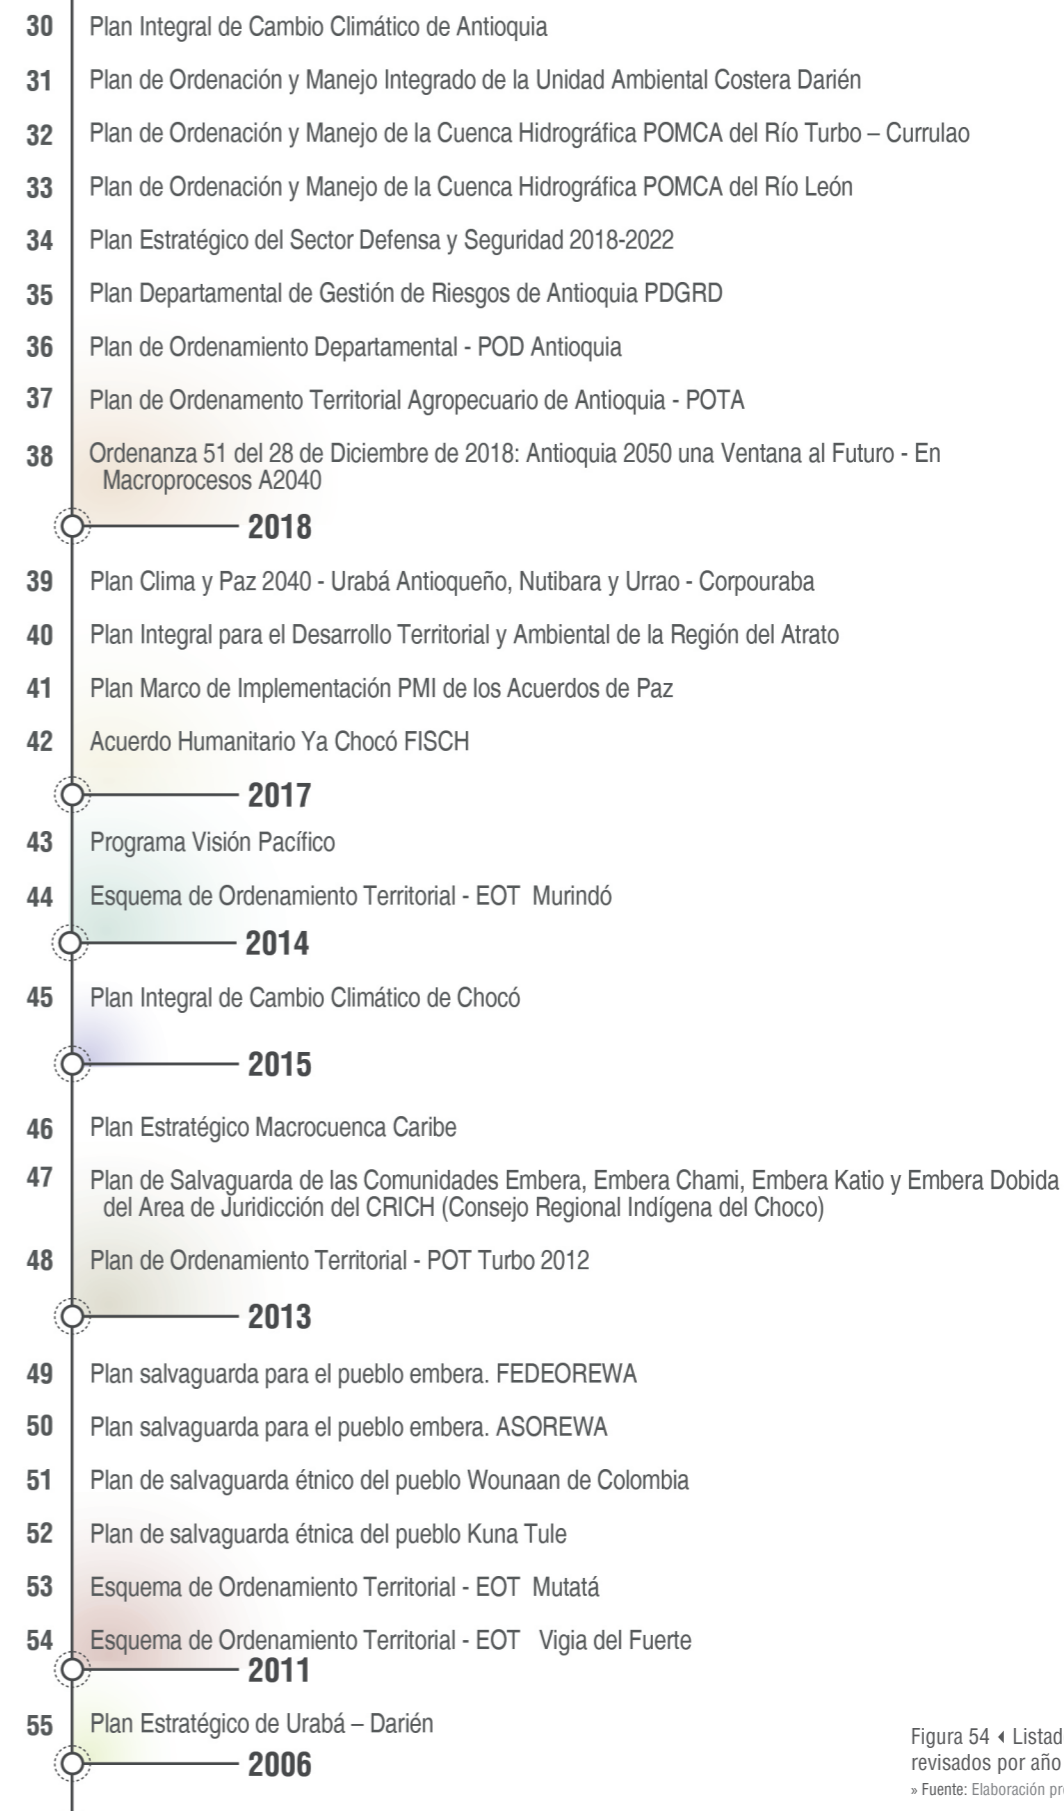 30 Plan Integral de Cambio Climático de Antioquia
31 Plan de Ordenación y Manejo Integrado de la Unidad Ambiental Costera Darién
32 Plan de Ordenación y Manejo de la Cuenca Hidrográfica POMCA del Río Turbo – Currulao
33 Plan de Ordenación y Manejo de la Cuenca Hidrográfica POMCA del Río León
34 Plan Estratégico del Sector Defensa y Seguridad 2018-2022
35 Plan Departamental de Gestión de Riesgos de Antioquia PDGRD
36 Plan de Ordenamiento Departamental - POD Antioquia
37 Plan de Ordenamento Territorial Agropecuario de Antioquia - POTA
38 Ordenanza 51 del 28 de Diciembre de 2018: Antioquia 2050 una Ventana al Futuro - En
Macroprocesos A2040
2018
39 Plan Clima y Paz 2040 - Urabá Antioqueño, Nutibara y Urrao - Corpouraba
40 Plan Integral para el Desarrollo Territorial y Ambiental de la Región del Atrato
41 Plan Marco de Implementación PMI de los Acuerdos de Paz
42 Acuerdo Humanitario Ya Chocó FISCH
2017
43 Programa Visión Pacífico
44 Esquema de Ordenamiento Territorial - EOT Murindó
2014
45 Plan Integral de Cambio Climático de Chocó
2015
46 Plan Estratégico Macrocuenca Caribe
47 Plan de Salvaguarda de las Comunidades Embera, Embera Chami, Embera Katio y Embera Dobida
del Area de Juridicción del CRICH (Consejo Regional Indígena del Choco)
48 Plan de Ordenamiento Territorial - POT Turbo 2012
2013
49 Plan salvaguarda para el pueblo embera. FEDEOREWA
50 Plan salvaguarda para el pueblo embera. ASOREWA
51 Plan de salvaguarda étnico del pueblo Wounaan de Colombia
52 Plan de salvaguarda étnica del pueblo Kuna Tule
53 Esquema de Ordenamiento Territorial - EOT Mutatá
54 Esquema de Ordenamiento Territorial - EOT Vigia del Fuerte
2011
55 Plan Estratégico de Urabá – Darién
2006
Figura 54 ◂ Listad
revisados por año
» Fuente: Elaboración pr